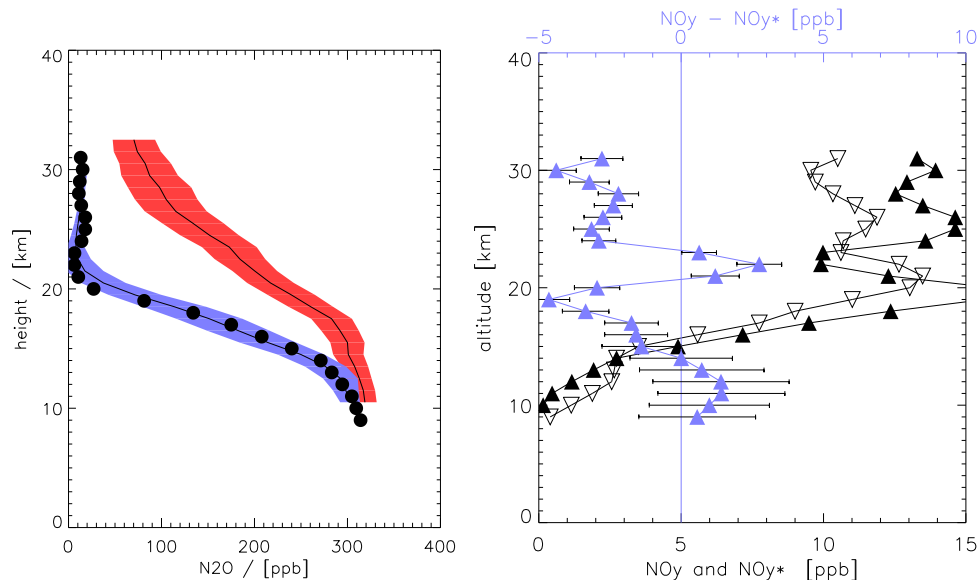 NOy − NOy* [ppb]
−5 0 5 10
40
30
20
10
0
height / [km]
0 100 200 300 400
N2O / [ppb]
40
30
20
10
0
altitude [km]
0 5 10 15
NOy and NOy* [ppb]